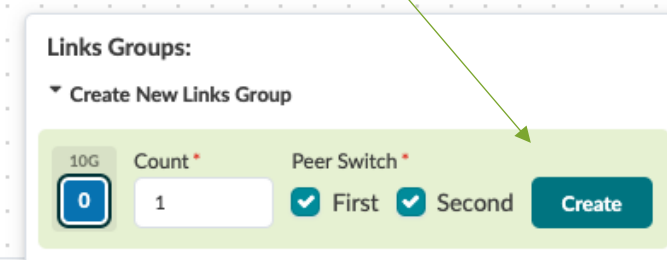 Links Groups:
Create New Links Group
10G Count * Peer Switch *
0 1 First Second Create